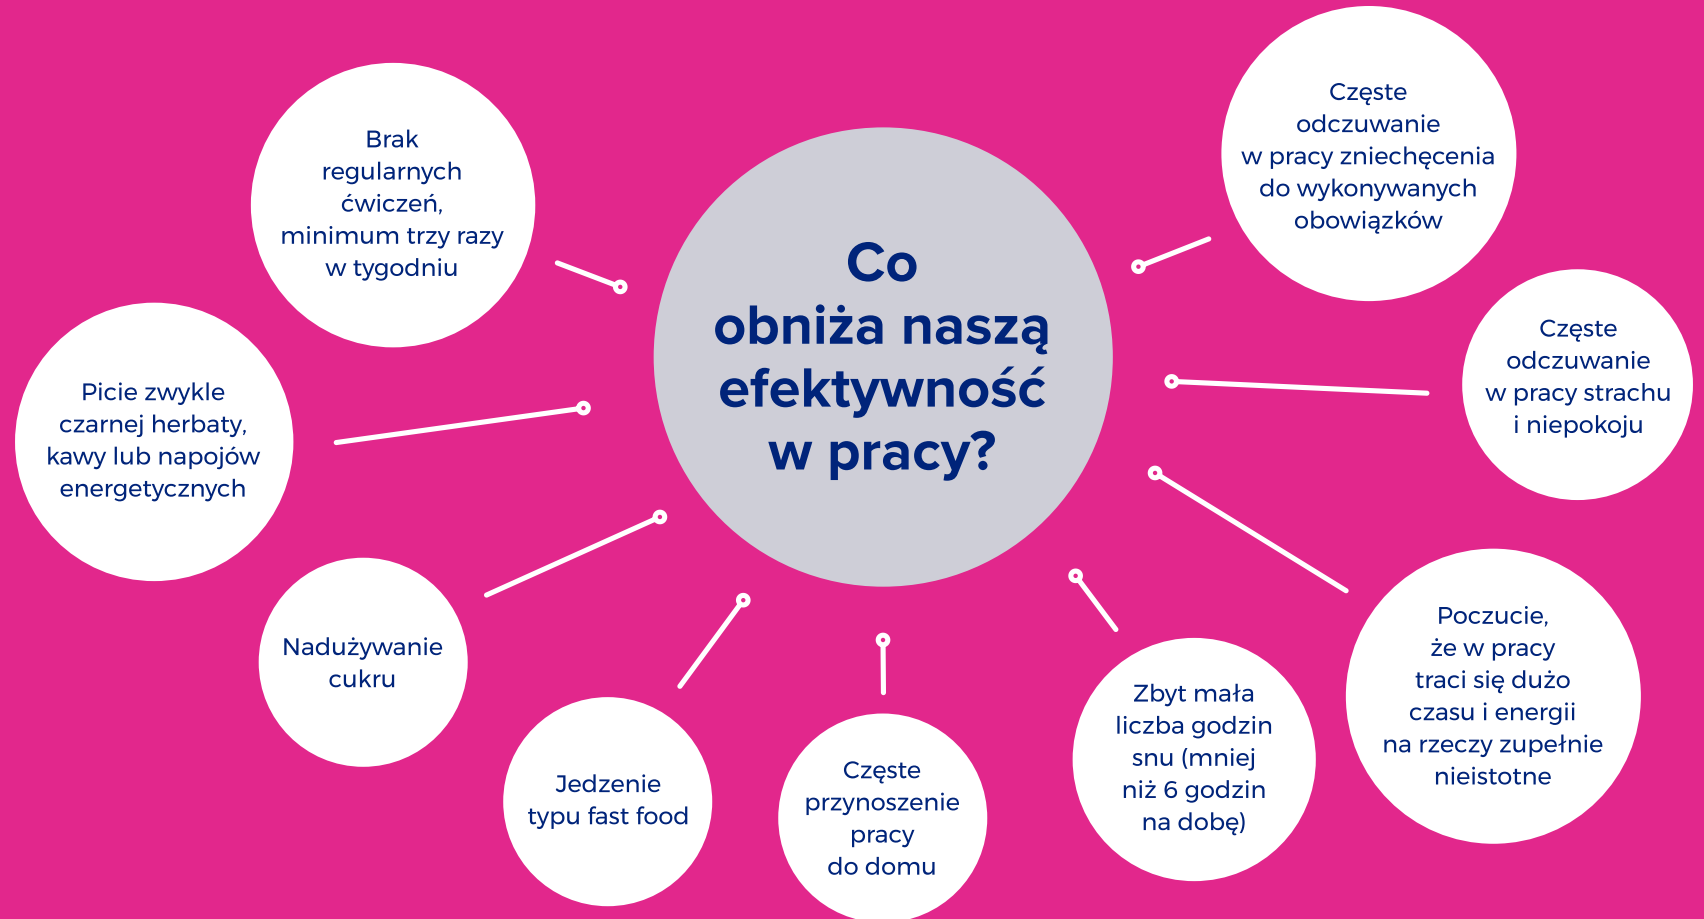 Co
obniża naszą
efektywność
w pracy?
Brak
regularnych
ćwiczeń,
minimum trzy razy
w tygodniu
Picie zwykle
czarnej herbaty,
kawy lub napojów
energetycznych
Nadużywanie
cukru
Jedzenie
typu fast food
Częste
przynoszenie
pracy
do domu
Zbyt mała
liczba godzin
snu (mniej
niż 6 godzin
na dobę)
Poczucie,
że w pracy
traci się dużo
czasu i energii
na rzeczy zupełnie
nieistotne
Częste
odczuwanie
w pracy strachu
i niepokoju
Częste
odczuwanie
w pracy zniechęcenia
do wykonywanych
obowiązków